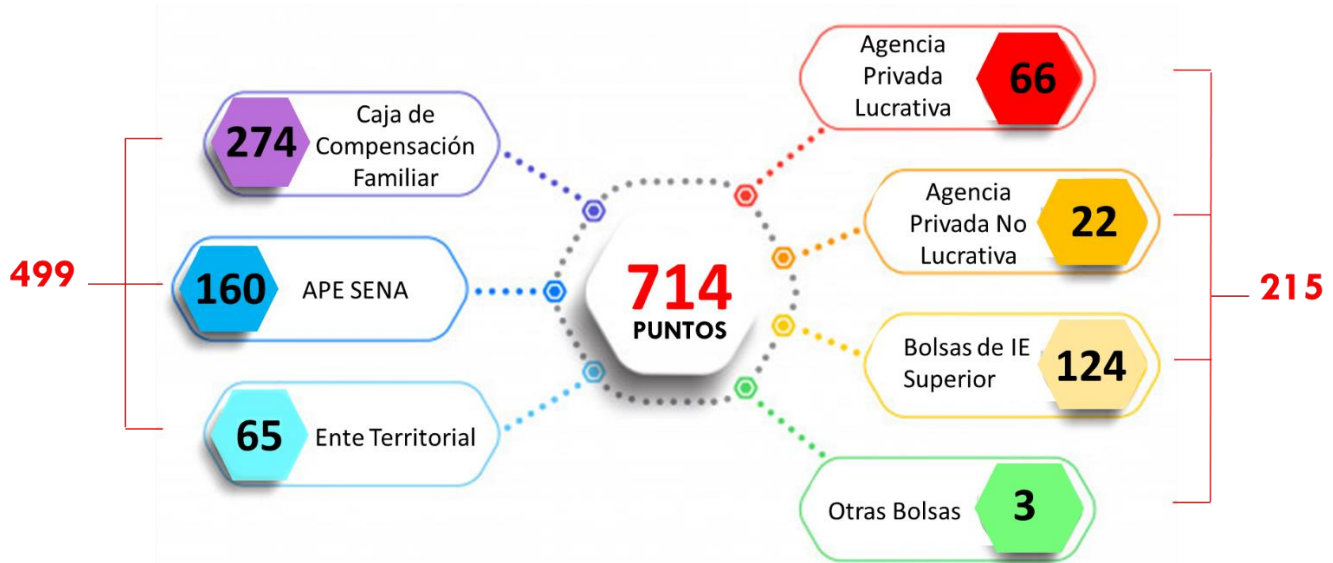 499
274
Caja de
Compensación
Familiar
160
APE SENA
65
Ente Territorial
714
PUNTOS
Agencia
Privada
Lucrativa
66
Agencia
Privada No
Lucrativa
22
Bolsas de IE
Superior
124
Otras Bolsas
3
215